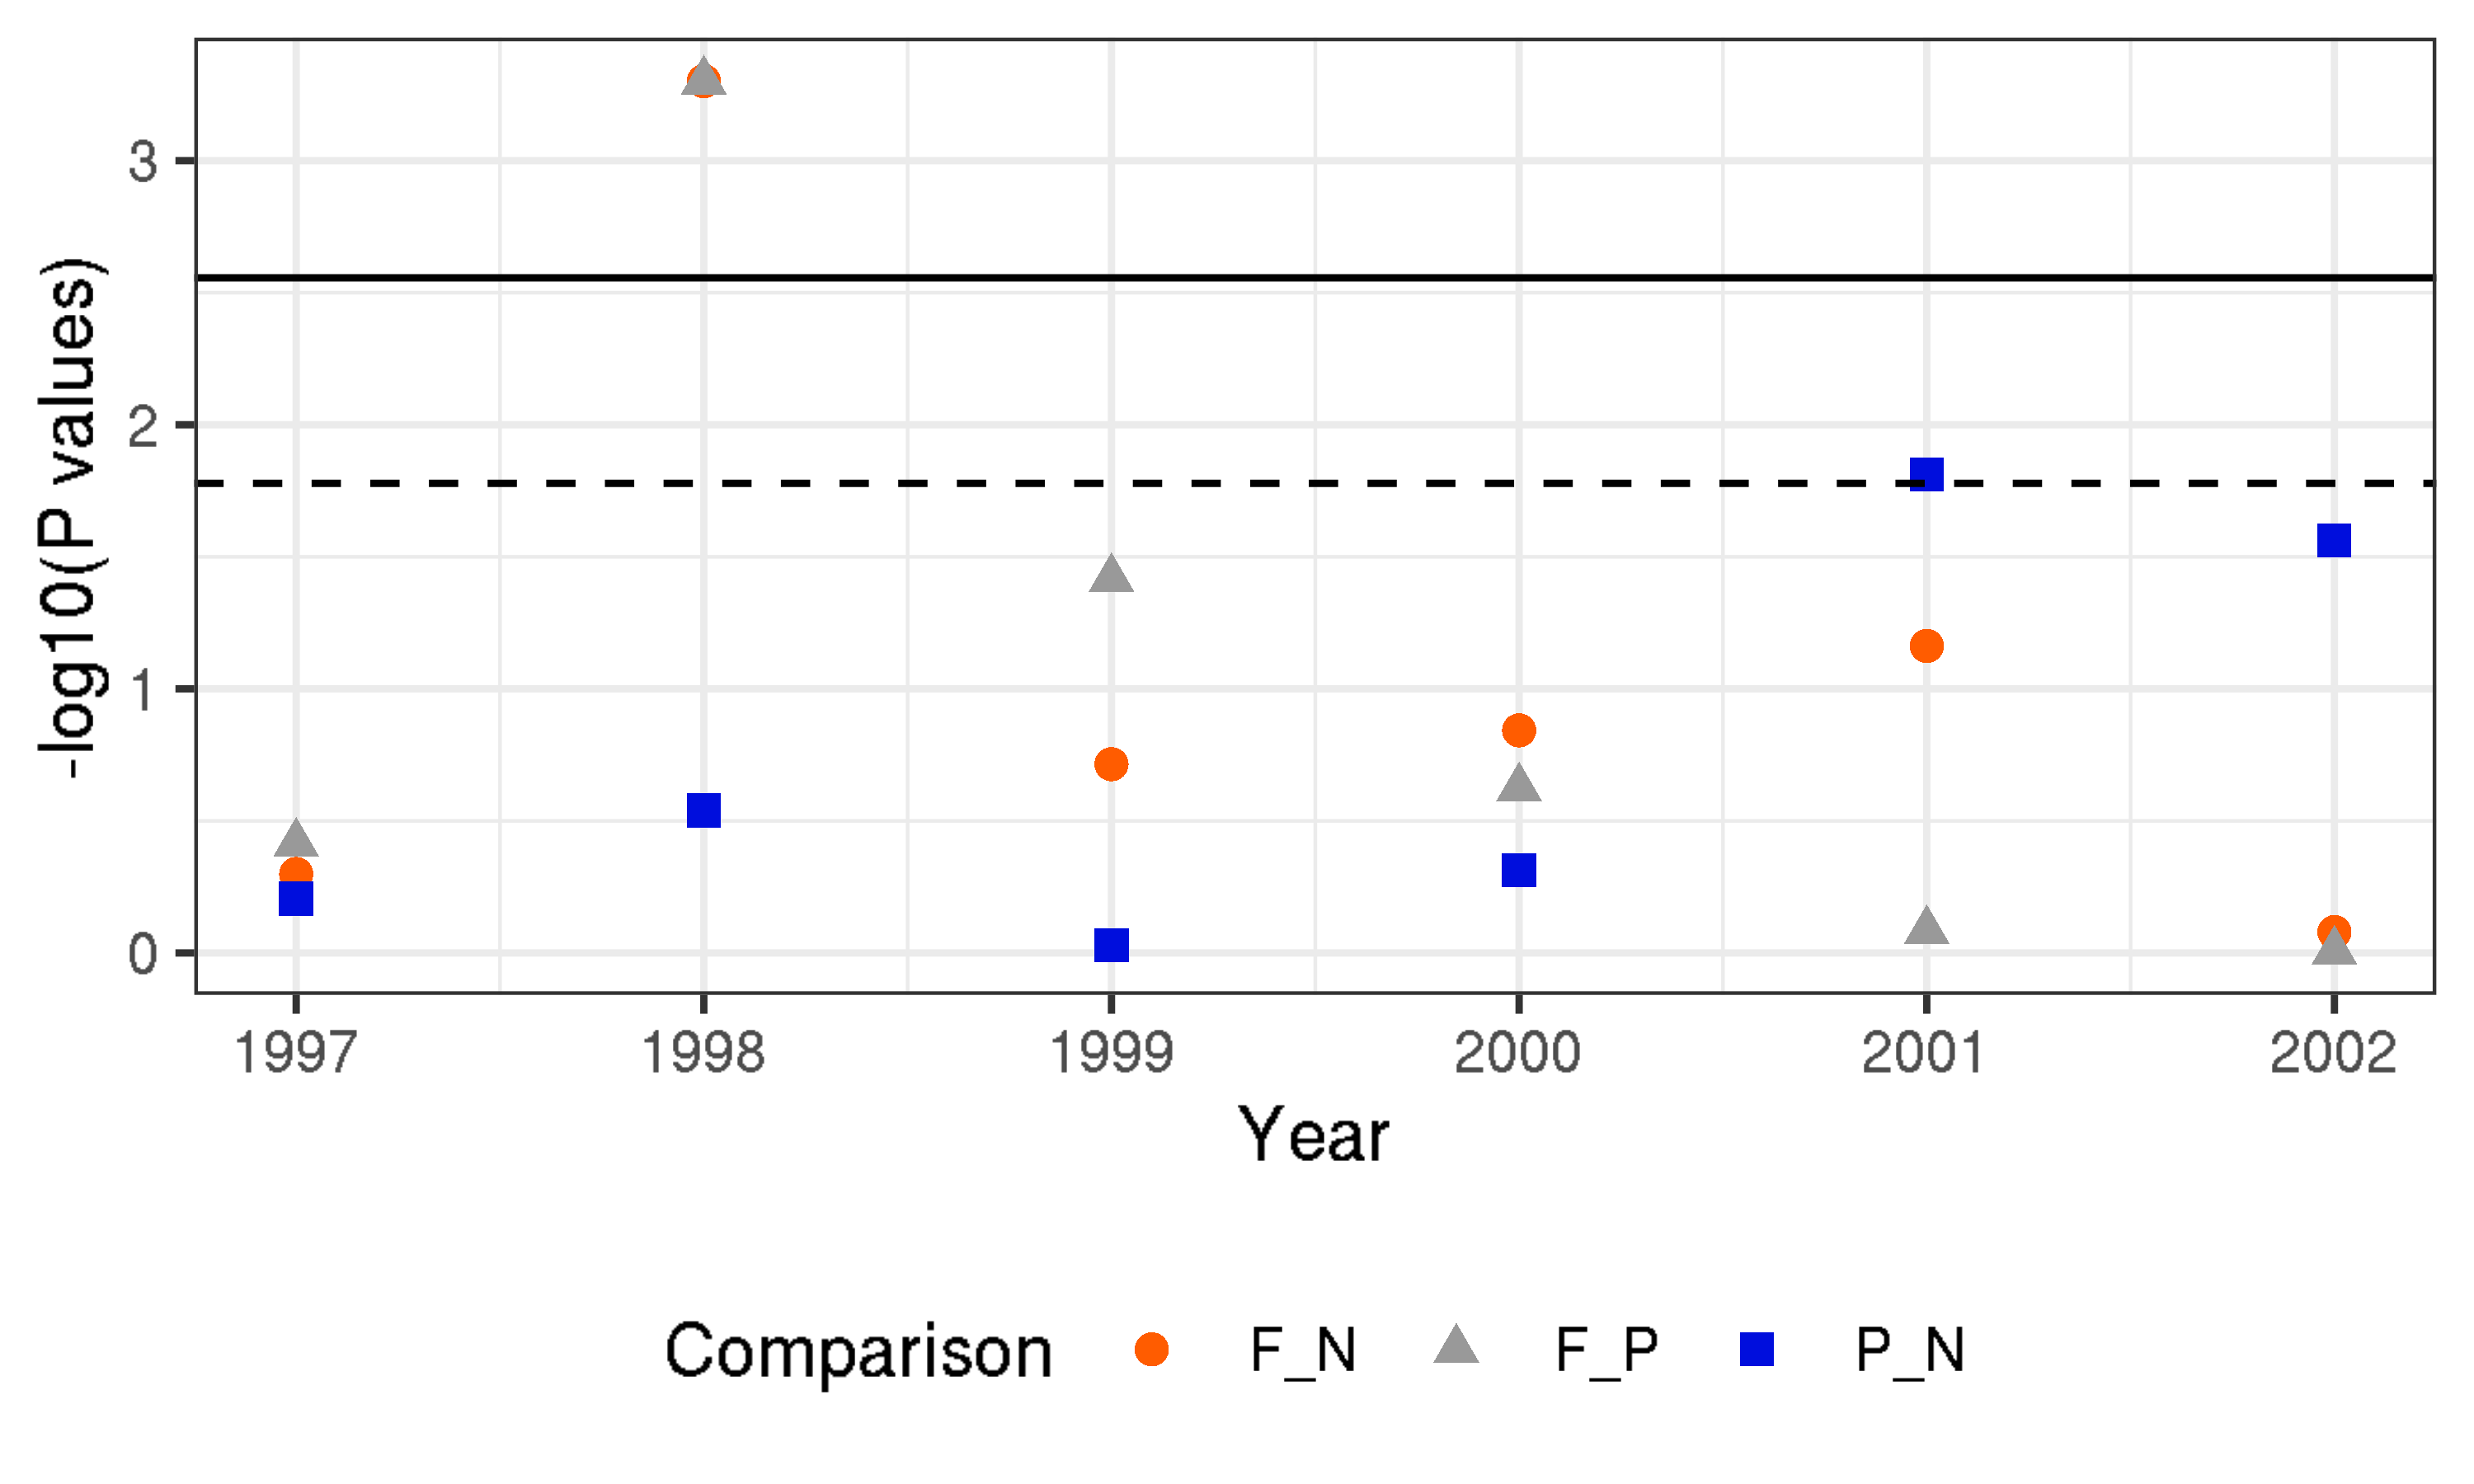 -log10(P values)
3
2
1
0
1997 1998 1999 2000 2001 2002
Year
Comparison F_N F_P P_N